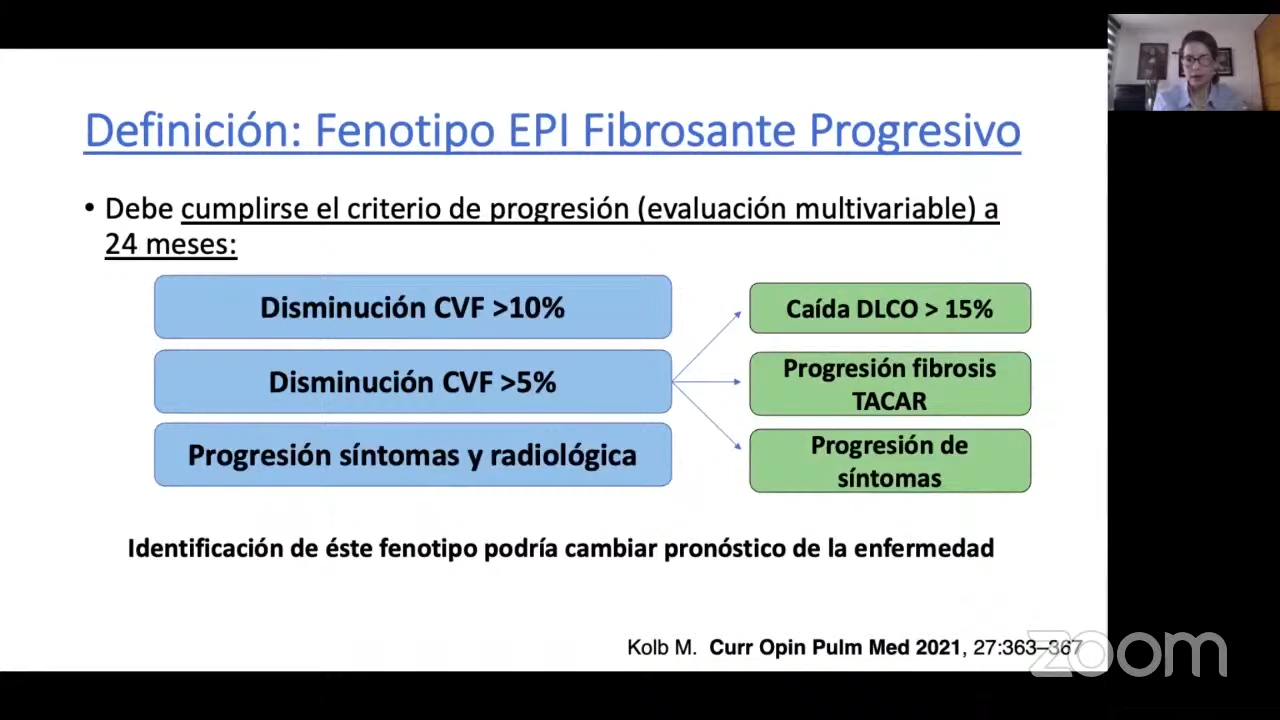 Definición: Fenotipo EPI Fibrosante Progresivo
• Debe cumplirse el criterio de progresión (evaluación multivariable) a
24 meses:
Disminución CVF >10%
Disminución CVF >5%
Progresión síntomas y radiológica
Caída DLCO > 15%
Progresión fibrosis
TACAR
Progresión de
síntomas
Identificación de éste fenotipo podría cambiar pronóstico de la enfermedad
Kolb M. Curr Opin Pulm Med 2021, 27:363–367
zoom